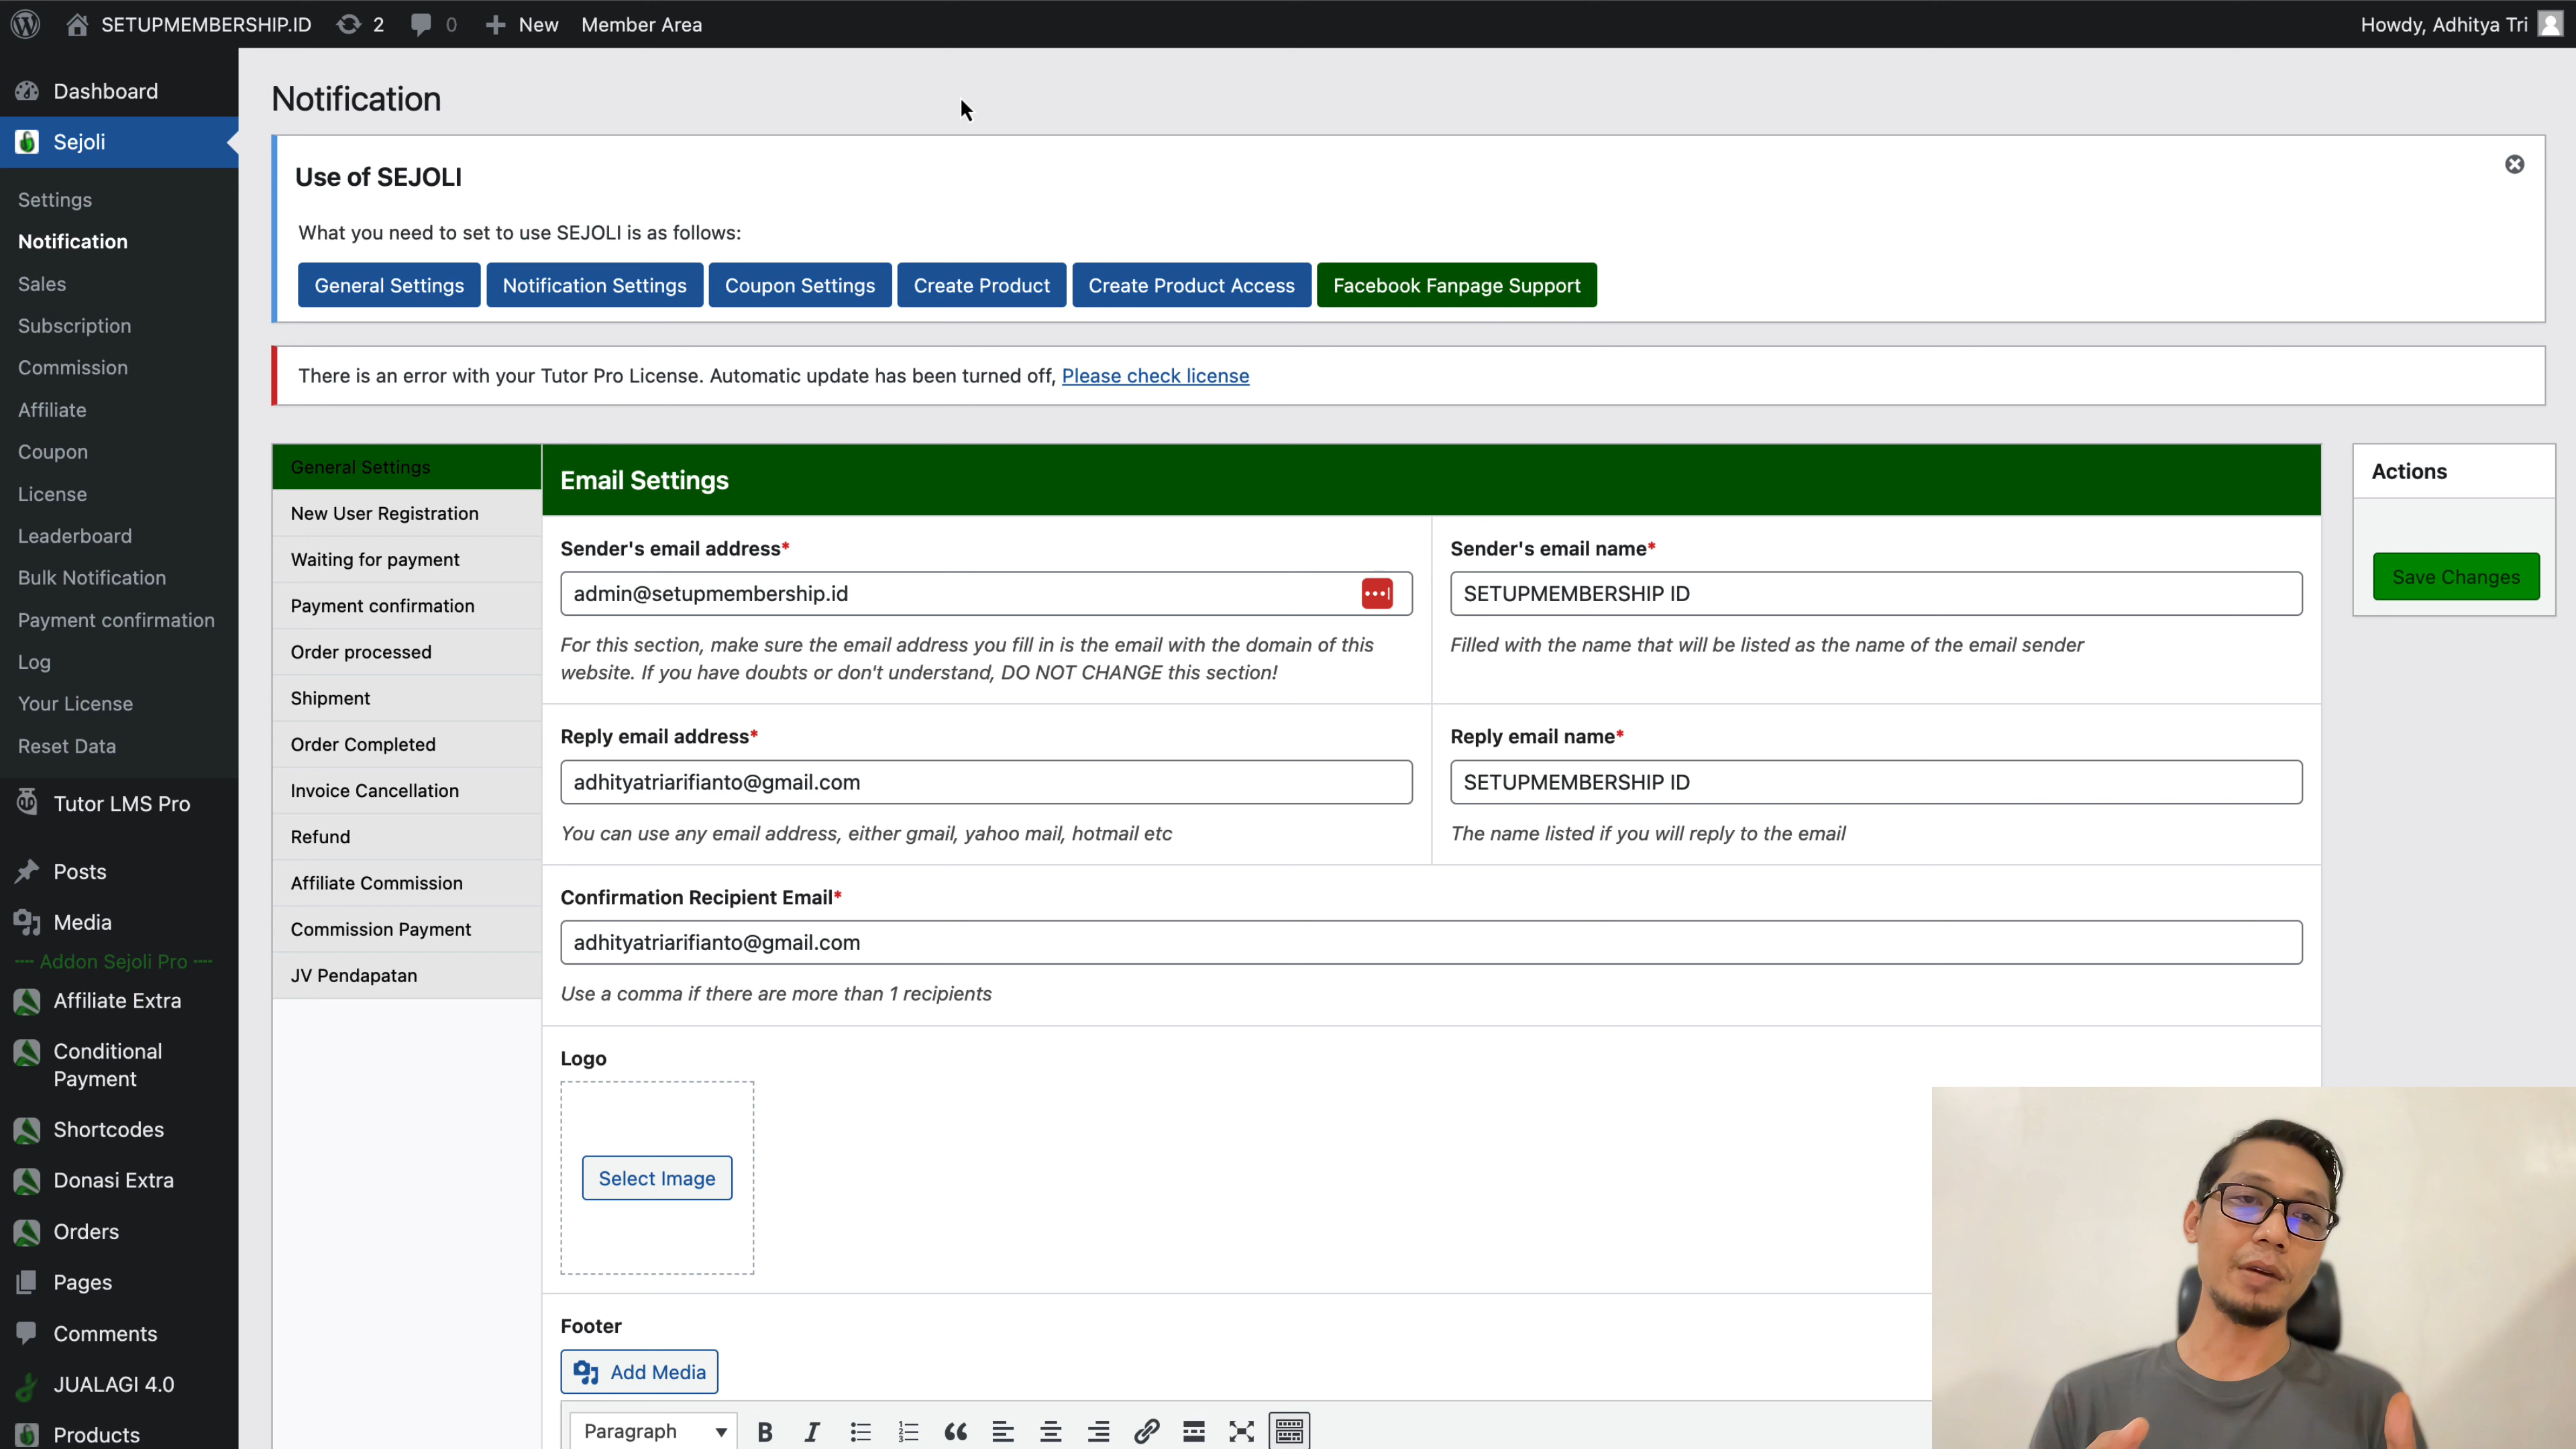 SETUPMEMBERSHIP.ID 2 0 New Member Area Howdy, Adhitya Tri
Dashboard
Sejoli
Settings
Notification
Sales
Subscription
Commission
Affiliate
Coupon
License
Leaderboard
Bulk Notification
Payment confirmation
Log
Your License
Reset Data
Tutor LMS Pro
Posts
Media
---- Addon Sejoli Pro ----
Affiliate Extra
Conditional
Payment
Shortcodes
Donasi Extra
Orders
Pages
Comments
JUALAGI 4.0
Products
Notification
Use of SEJOLI
What you need to set to use SEJOLI is as follows:
General Settings Notification Settings Coupon Settings Create Product Create Product Access Facebook Fanpage Support
There is an error with your Tutor Pro License. Automatic update has been turned off, Please check license
General Settings
New User Registration
Waiting for payment
Payment confirmation
Order processed
Shipment
Order Completed
Invoice Cancellation
Refund
Affiliate Commission
Commission Payment
JV Pendapatan
Email Settings
Sender's email address*
admin@setupmembership.id
For this section, make sure the email address you fill in is the email with the domain of this
website. If you have doubts or don't understand, DO NOT CHANGE this section!
Sender's email name*
SETUPMEMBERSHIP ID
Filled with the name that will be listed as the name of the email sender
Reply email address*
adhityatriarifianto@gmail.com
You can use any email address, either gmail, yahoo mail, hotmail etc
Reply email name*
SETUPMEMBERSHIP ID
The name listed if you will reply to the email
Confirmation Recipient Email*
adhityatriarifianto@gmail.com
Use a comma if there are more than 1 recipients
Logo
Select Image
Footer
Add Media
Paragraph
Actions
Save Changes